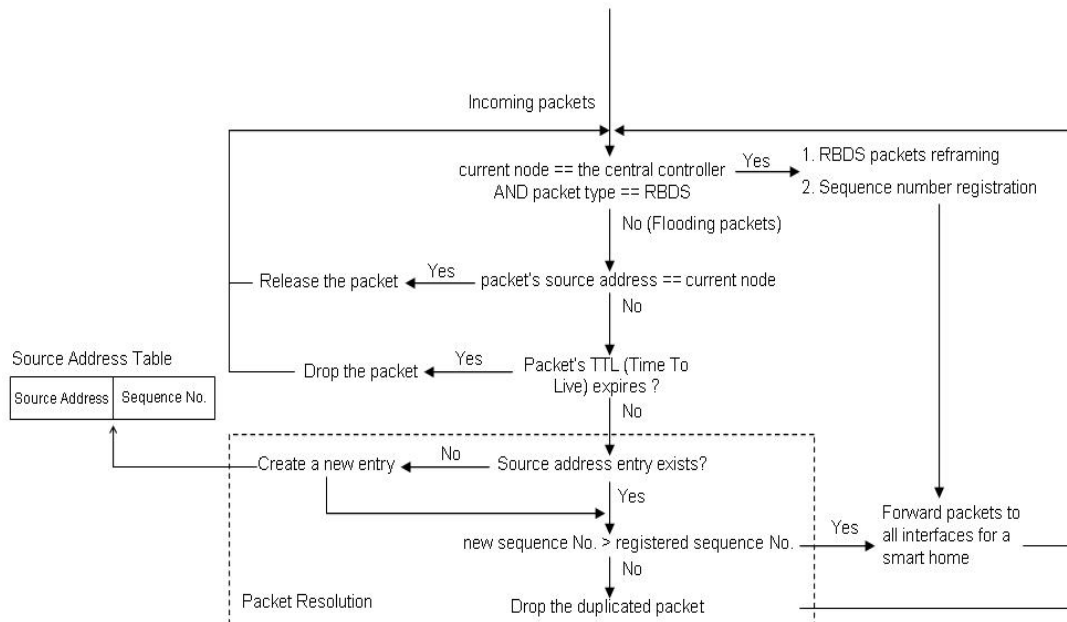 Incoming packets
current node == the central controller
AND packet type == RBDS
Yes
1. RBDS packets reframing
2. Sequence number registration
No (Flooding packets)
Release the packet
Yes
packet's source address == current node
No
Source Address Table
Source Address
Sequence No.
Drop the packet
Yes
Packet's TTL (Time To
Live) expires ?
No
Create a new entry
No
Source address entry exists?
Yes
new sequence No. > registered sequence No.
Yes
Forward packets to
all interfaces for a
smart home
No
Packet Resolution
Drop the duplicated packet